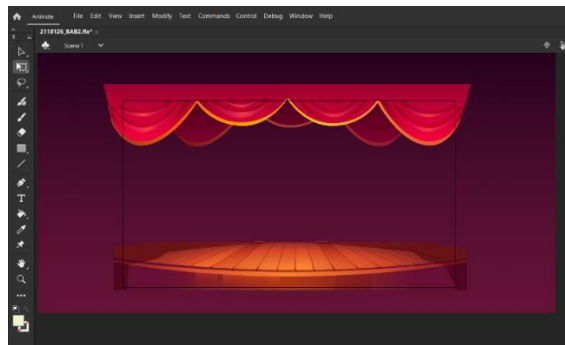 Animate File Edit View Insert Modify Text Commands Control Debug Window Help
2118126_BAB2.fla* ×
Scene 1
T